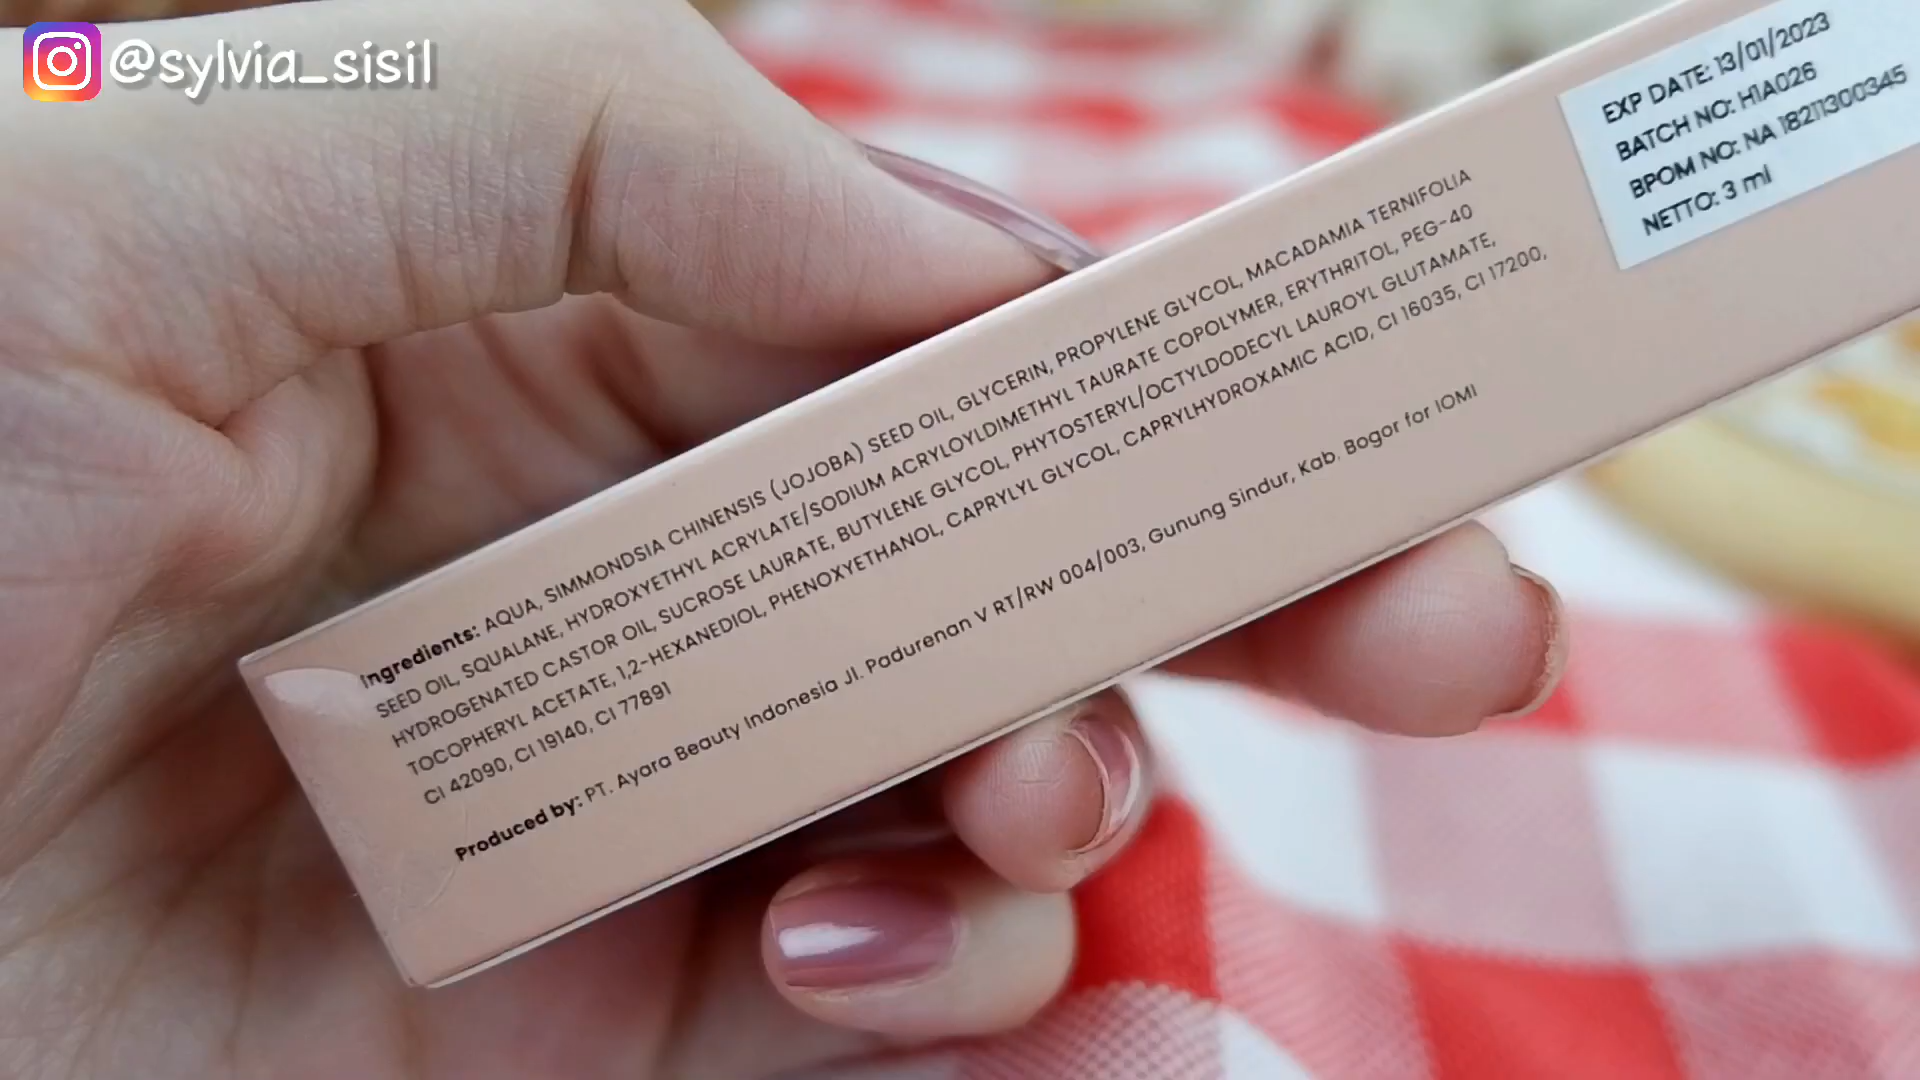 @sylvia_sisil
EXP DATE: 13/01/2023
BATCH NO: H1A026
BPOM NO: NA 18211300345
NETTO: 3 ml
Ingredients: AQUA, SIMMONDSIA CHINENSIS (JOJOBA) SEED OIL, GLYCERIN, PROPYLENE GLYCOL, MACADAMIA TERNIFOLIA
SEED OIL, SQUALANE, HYDROXYETHYL ACRYLATE/SODIUM ACRYLOYLDIMETHYL TAURATE COPOLYMER, ERYTHRITOL, PEG-40
HYDROGENATED CASTOR OIL, SUCROSE LAURATE, BUTYLENE GLYCOL, PHYTOSTERYL/OCTYLDODECYL LAUROYL GLUTAMATE,
TOCOPHERYL ACETATE, 1,2-HEXANEDIOL, PHENOXYETHANOL, CAPRYLYL GLYCOL, CAPRYLHYDROXAMIC ACID, CI 16035, CI 17200,
CI 42090, CI 19140, CI 77891
Produced by: PT. Ayara Beauty Indonesia Jl. Padurenan V RT/RW 004/003, Gunung Sindur, Kab. Bogor for IOMI